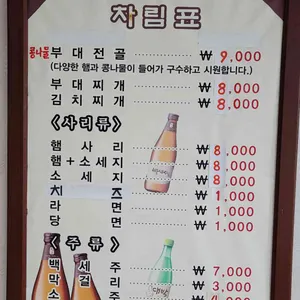 차림표
콩나물 부대전골 ₩ 9,000
(다양한 햄과 콩나물이 들어가 구수하고 시원합니다.)
부대찌개 ₩ 8,000
김치찌개 ₩ 8,000
<사리류>
햄사리 ₩ 8,000
햄+소세지 ₩ 8,000
소세지 ₩ 8,000
치즈 ₩ 1,000
라면 ₩ 1,000
당면 ₩ 1,000
<주류>
백세주 ₩ 7,000
막걸리 ₩ 3,000